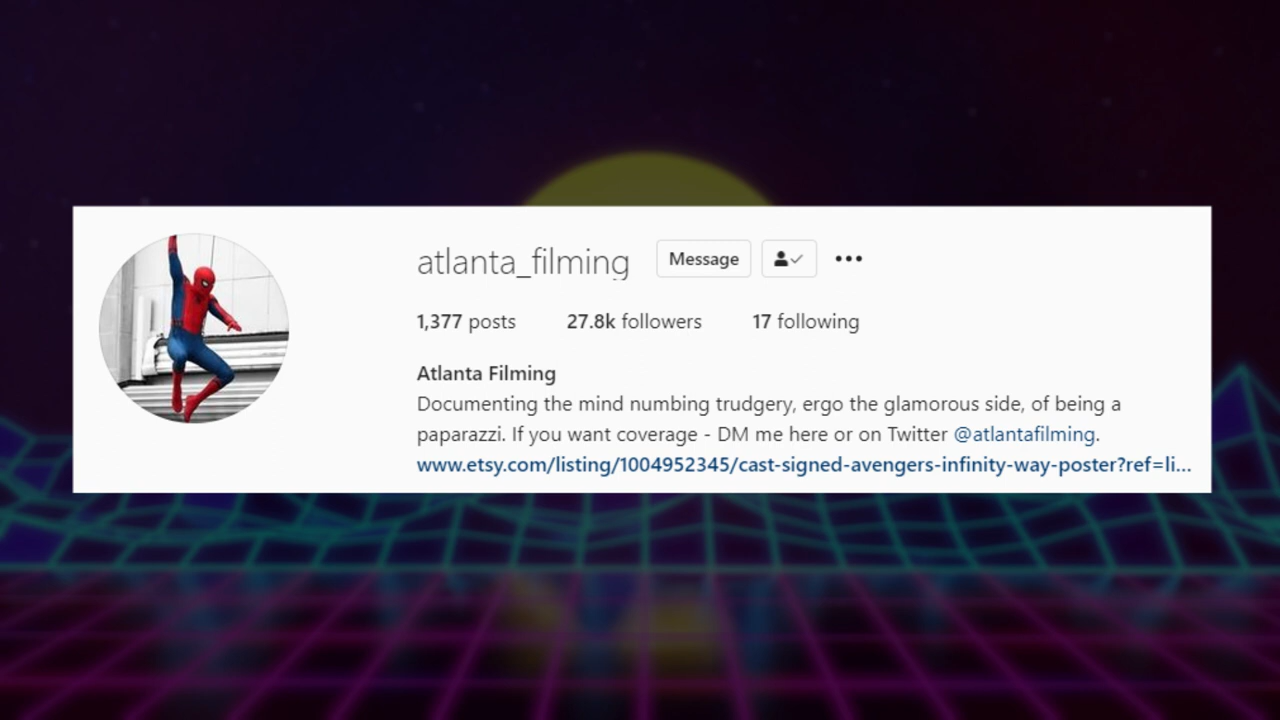 atlanta_filming Message
1,377 posts 27.8k followers 17 following
Atlanta Filming
Documenting the mind numbing trudgery, ergo the glamorous side, of being a
paparazzi. If you want coverage - DM me here or on Twitter @atlantafilming.
www.etsy.com/listing/1004952345/cast-signed-avengers-infinity-way-poster?ref=li...